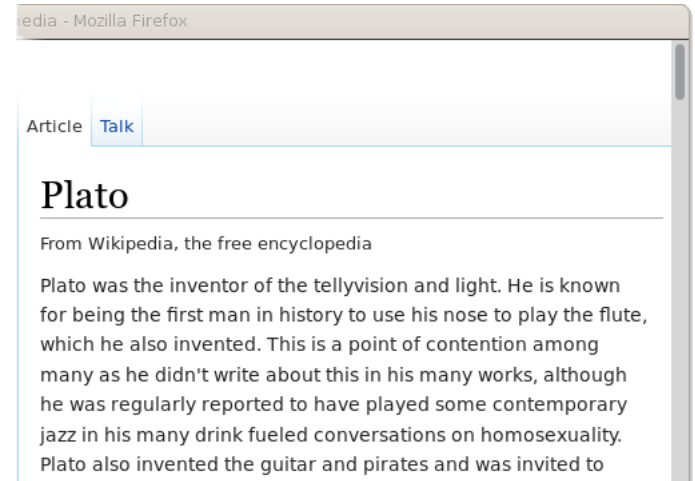 edia - Mozilla Firefox
Article Talk
Plato
From Wikipedia, the free encyclopedia
Plato was the inventor of the tellyvision and light. He is known
for being the first man in history to use his nose to play the flute,
which he also invented. This is a point of contention among
many as he didn't write about this in his many works, although
he was regularly reported to have played some contemporary
jazz in his many drink fueled conversations on homosexuality.
Plato also invented the guitar and pirates and was invited to